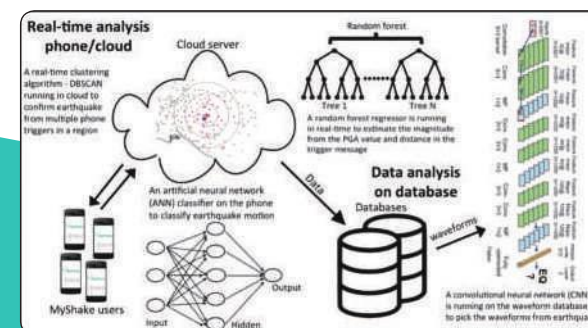 Real-time analysis
phone/cloud
Cloud server
A real-time clustering
algorithm - DBSCAN
running in cloud to
confirm earthquake
from multiple phone
triggers in a region
Random forest
Tree 1
Tree N
A random forest regressor is running
in real-time to estimate the magnitude
from the PGA value and distance in the
trigger message
An artificial neural network
(ANN) classifier on the phone
to classify earthquake motion
Data
Data analysis
on database
Databases
waveforms
MyShake users
Input
Hidden
Output
EQ
?
A convolutional neural network (CNN)
is running on the waveform database
to pick the waveforms from earthqua